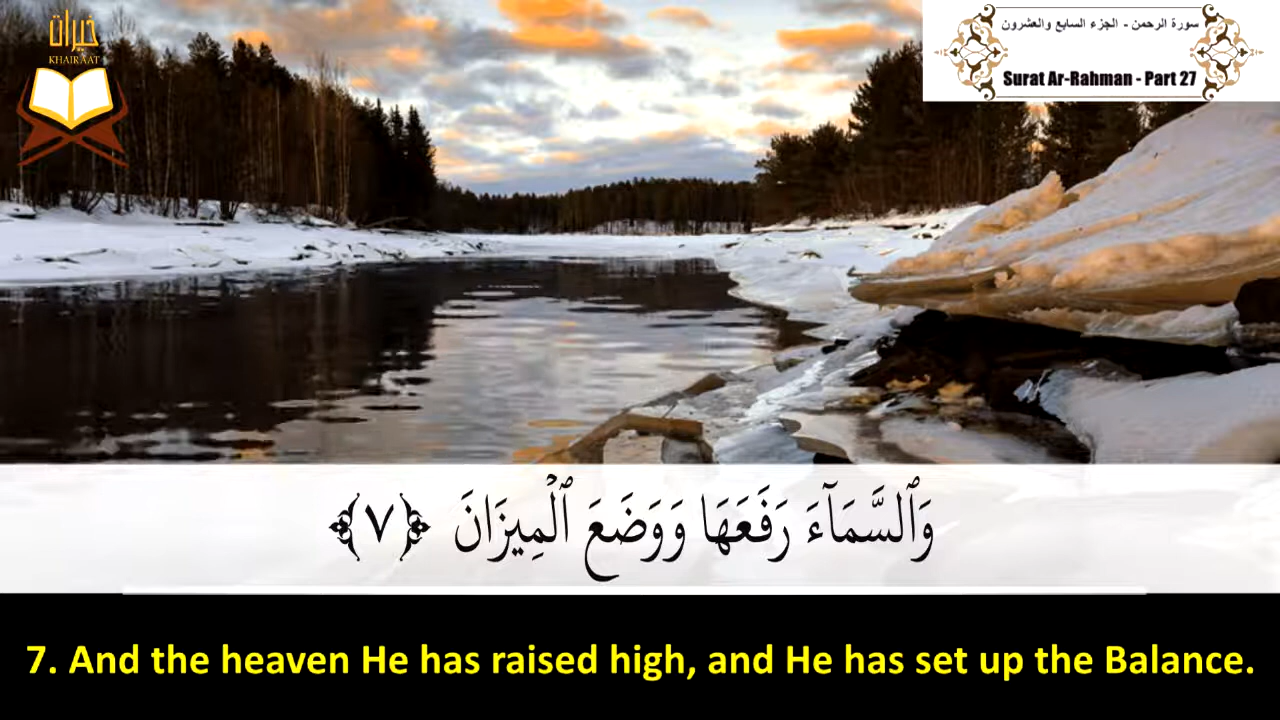 خيرات
KHAIRAAT
سورة الرحمن - الجزء السابع والعشرون
Surat Ar-Rahman - Part 27
وَٱلسَّمَآءَ رَفَعَهَا وَوَضَعَ ٱلْمِيزَانَ ﴿٧﴾
7. And the heaven He has raised high, and He has set up the Balance.